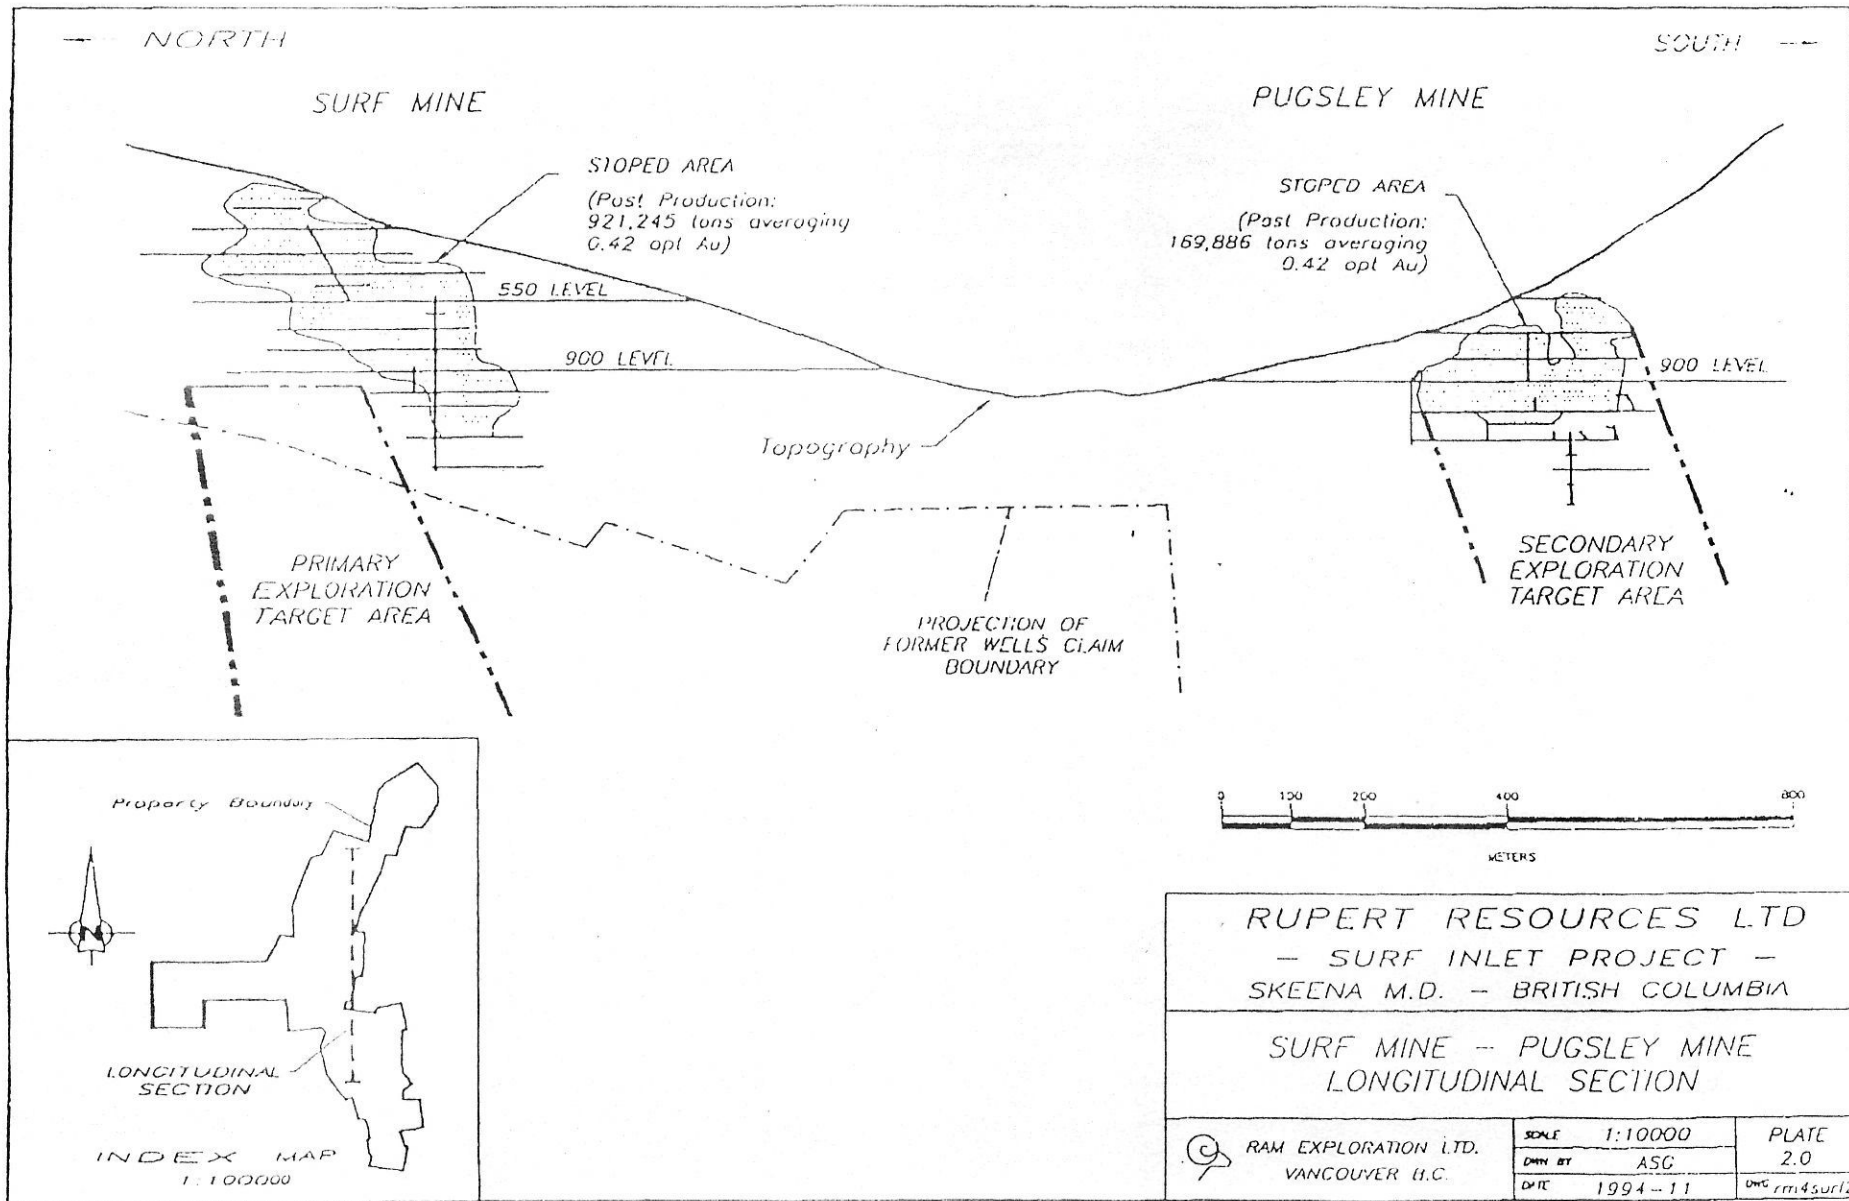 NORTH
SOUTH
SURF MINE
PUGSLEY MINE
STOPED AREA
(Past Production:
921,245 tons averaging
0.42 opt Au)
STOPED AREA
(Past Production:
169,886 tons averaging
0.42 opt Au)
550 LEVEL
900 LEVEL
900 LEVEL
Topography
PRIMARY
EXPLORATION
TARGET AREA
SECONDARY
EXPLORATION
TARGET AREA
PROJECTION OF
FORMER WELLS CLAIM
BOUNDARY
Property Boundary
N
LONGITUDINAL
SECTION
INDEX MAP
1:100000
0 100 200 400 800
METERS
RUPERT RESOURCES LTD
- SURF INLET PROJECT -
SKEENA M.D. - BRITISH COLUMBIA
SURF MINE - PUGSLEY MINE
LONGITUDINAL SECTION
RAM EXPLORATION LTD.
VANCOUVER B.C.
SCALE 1:10000
DWN BY ASG
DATE 1994-11
PLATE
2.0
DWG rm4surl2